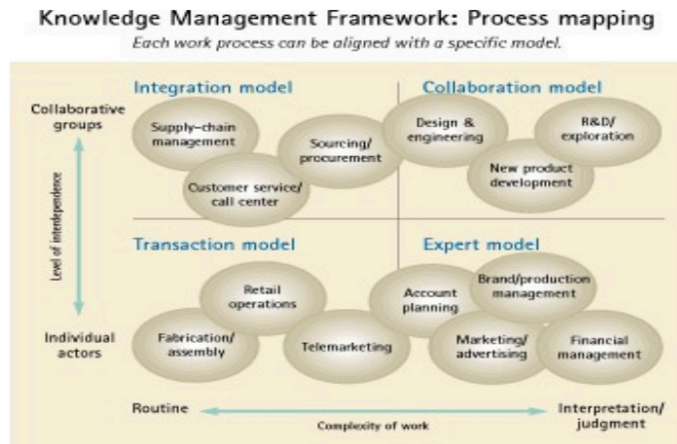 Knowledge Management Framework: Process mapping
Each work process can be aligned with a specific model.
Integration model
Collaboration model
Collaborative
groups
Supply-chain
management
Sourcing/
procurement
Customer service/
call center
Design &
engineering
R&D/
exploration
New product
development
Level of interdependence
Transaction model
Expert model
Retail
operations
Fabrication/
assembly
Telemarketing
Account
planning
Brand/production
management
Marketing/
advertising
Financial
management
Individual
actors
Routine
Complexity of work
Interpretation/
judgment